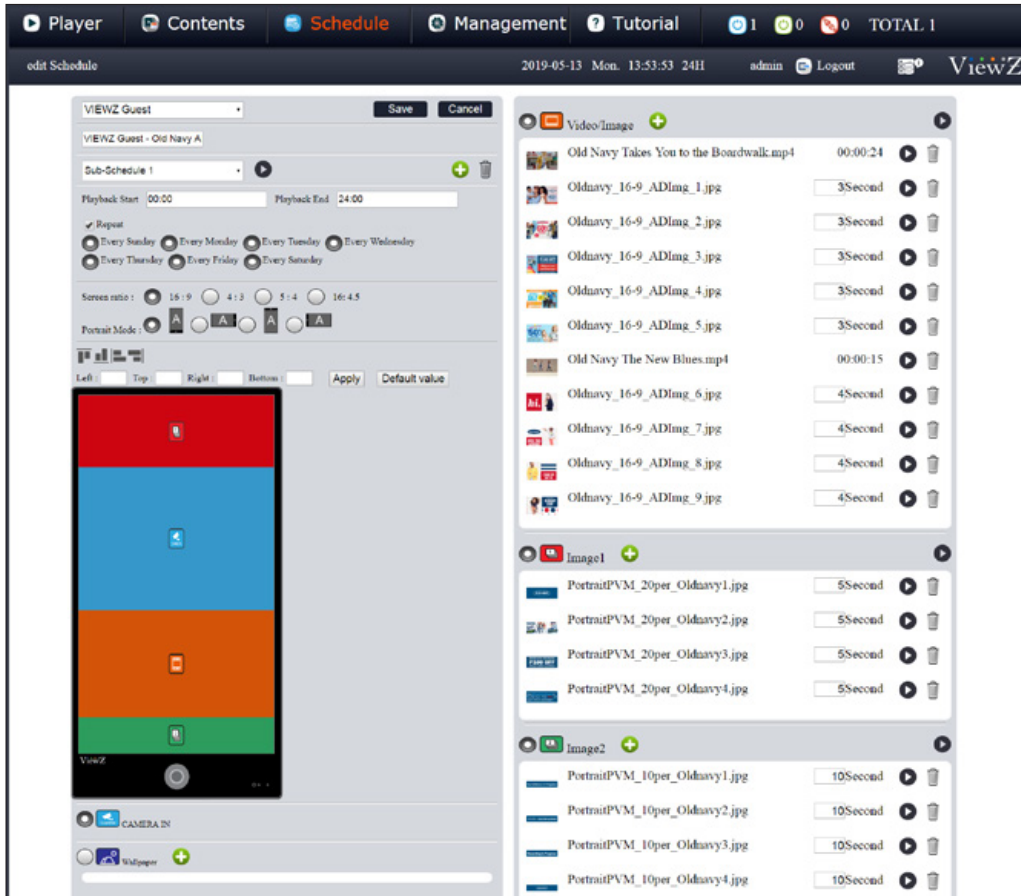 Player Contents Schedule Management Tutorial 1 0 0 TOTAL 1
edit Schedule 2019-05-13 Mon. 13:53:53 24H admin Logout ViewZ
VIEWZ Guest Save Cancel
VIEWZ Guest - Old Navy A
Sub-Schedule 1
Playback Start 00:00 Playback End 24:00
Repeat
Every Sunday Every Monday Every Tuesday Every Wednesday
Every Thursday Every Friday Every Saturday
Screen ratio : 16 : 9 4 : 3 5 : 4 16: 4.5
Portrait Mode : A A A A
Left : Top : Right : Bottom : Apply Default value
ViewZ
CAMERA IN
Wallpaper
Video/Image
Old Navy Takes You to the Boardwalk.mp4 00:00:24
Oldnavy_16-9_ADImg_1.jpg 3Second
Oldnavy_16-9_ADImg_2.jpg 3Second
Oldnavy_16-9_ADImg_3.jpg 3Second
Oldnavy_16-9_ADImg_4.jpg 3Second
Oldnavy_16-9_ADImg_5.jpg 3Second
Old Navy The New Blues.mp4 00:00:15
Oldnavy_16-9_ADImg_6.jpg 4Second
Oldnavy_16-9_ADImg_7.jpg 4Second
Oldnavy_16-9_ADImg_8.jpg 4Second
Oldnavy_16-9_ADImg_9.jpg 4Second
Image1
PortraitPVM_20per_Oldnavy1.jpg 5Second
PortraitPVM_20per_Oldnavy2.jpg 5Second
PortraitPVM_20per_Oldnavy3.jpg 5Second
PortraitPVM_20per_Oldnavy4.jpg 5Second
Image2
PortraitPVM_10per_Oldnavy1.jpg 10Second
PortraitPVM_10per_Oldnavy2.jpg 10Second
PortraitPVM_10per_Oldnavy3.jpg 10Second
PortraitPVM_10per_Oldnavy4.jpg 10Second